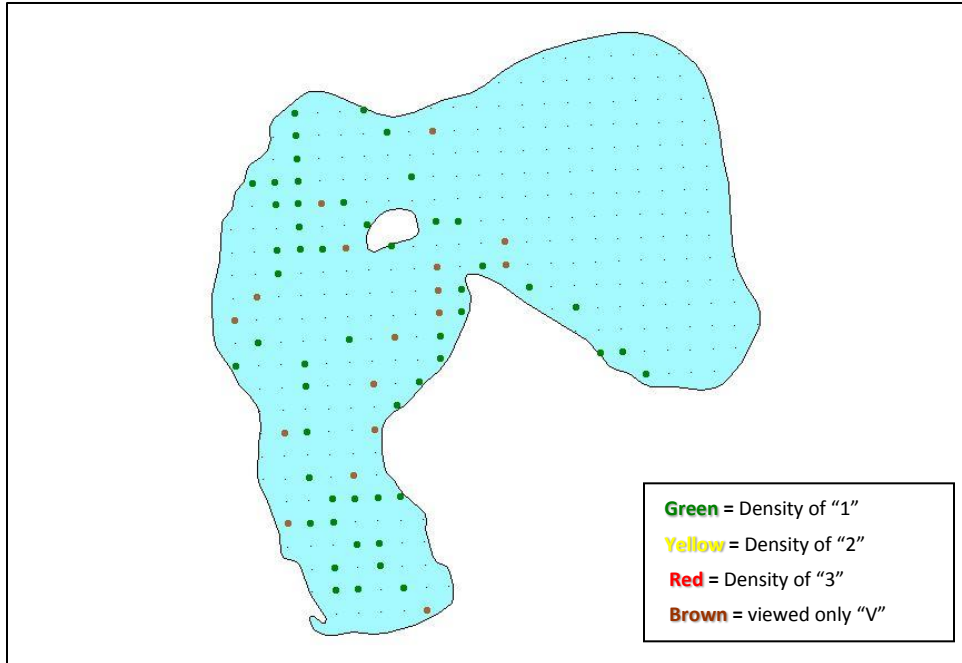 Green = Density of “1”
Yellow = Density of “2”
Red = Density of “3”
Brown = viewed only “V”